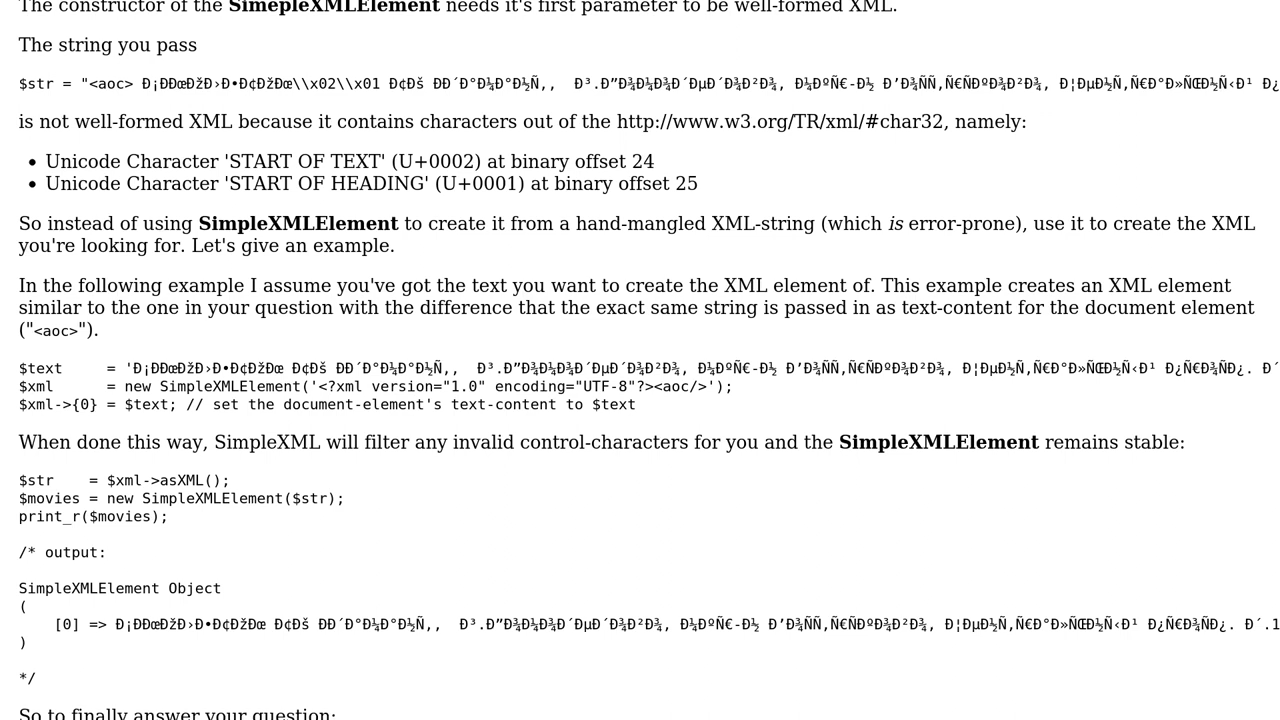 The constructor of the SimepleXMLElement needs it's first parameter to be well-formed XML.
The string you pass
$str = "<aoc> Ð¡ÐÐœÐžÐ›Ð•Ð¢ÐžÐœ\\x02\\x01 Ð¢Ðš ÐÐ´Ð°Ð¼Ð°Ð½Ñ‚,  Ð³.Ð”Ð¾Ð¼Ð¾Ð´ÐµÐ´Ð¾Ð²Ð¾, Ð¼ÐºÑ€-Ð½ Ð’Ð¾ÑÑ‚Ñ€ÑÐºÐ¾Ð²Ð¾, Ð¦ÐµÐ½Ñ‚Ñ€Ð°Ð»ÑŒÐ½Ñ‹Ð¹ Ð¿
is not well-formed XML because it contains characters out of the http://www.w3.org/TR/xml/#char32, namely:
• Unicode Character 'START OF TEXT' (U+0002) at binary offset 24
• Unicode Character 'START OF HEADING' (U+0001) at binary offset 25
So instead of using SimpleXMLElement to create it from a hand-mangled XML-string (which is error-prone), use it to create the XML
you're looking for. Let's give an example.
In the following example I assume you've got the text you want to create the XML element of. This example creates an XML element
similar to the one in your question with the difference that the exact same string is passed in as text-content for the document element
("<aoc>").
$text     = 'Ð¡ÐÐœÐžÐ›Ð•Ð¢ÐžÐœ Ð¢Ðš ÐÐ´Ð°Ð¼Ð°Ð½Ñ‚,  Ð³.Ð”Ð¾Ð¼Ð¾Ð´ÐµÐ´Ð¾Ð²Ð¾, Ð¼ÐºÑ€-Ð½ Ð’Ð¾ÑÑ‚Ñ€ÑÐºÐ¾Ð²Ð¾, Ð¦ÐµÐ½Ñ‚Ñ€Ð°Ð»ÑŒÐ½Ñ‹Ð¹ Ð¿Ñ€Ð¾ÑÐ¿. Ð´
$xml      = new SimpleXMLElement('<?xml version="1.0" encoding="UTF-8"?><aoc/>');
$xml->{0} = $text; // set the document-element's text-content to $text
When done this way, SimpleXML will filter any invalid control-characters for you and the SimpleXMLElement remains stable:
$str    = $xml->asXML();
$movies = new SimpleXMLElement($str);
print_r($movies);
/* output:
SimpleXMLElement Object
(
    [0] => Ð¡ÐÐœÐžÐ›Ð•Ð¢ÐžÐœ Ð¢Ðš ÐÐ´Ð°Ð¼Ð°Ð½Ñ‚,  Ð³.Ð”Ð¾Ð¼Ð¾Ð´ÐµÐ´Ð¾Ð²Ð¾, Ð¼ÐºÑ€-Ð½ Ð’Ð¾ÑÑ‚Ñ€ÑÐºÐ¾Ð²Ð¾, Ð¦ÐµÐ½Ñ‚Ñ€Ð°Ð»ÑŒÐ½Ñ‹Ð¹ Ð¿Ñ€Ð¾ÑÐ¿. Ð´.1
)
*/
So to finally answer your question: